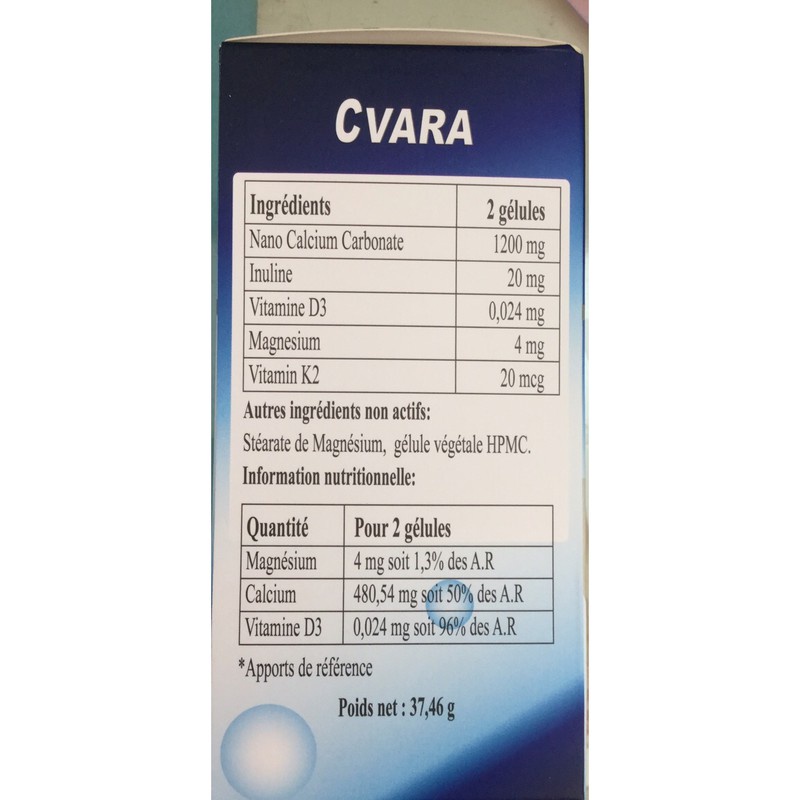 CVARA
Ingrédients 2 gélules
Nano Calcium Carbonate 1200 mg
Inuline 20 mg
Vitamine D3 0,024 mg
Magnesium 4 mg
Vitamin K2 20 mcg
Autres ingrédients non actifs:
Stéarate de Magnésium, gélule végétale HPMC.
Information nutritionnelle:
Quantité Pour 2 gélules
Magnésium 4 mg soit 1,3% des A.R
Calcium 480,54 mg soit 50% des A.R
Vitamine D3 0,024 mg soit 96% des A.R
*Apports de référence
Poids net : 37,46 g